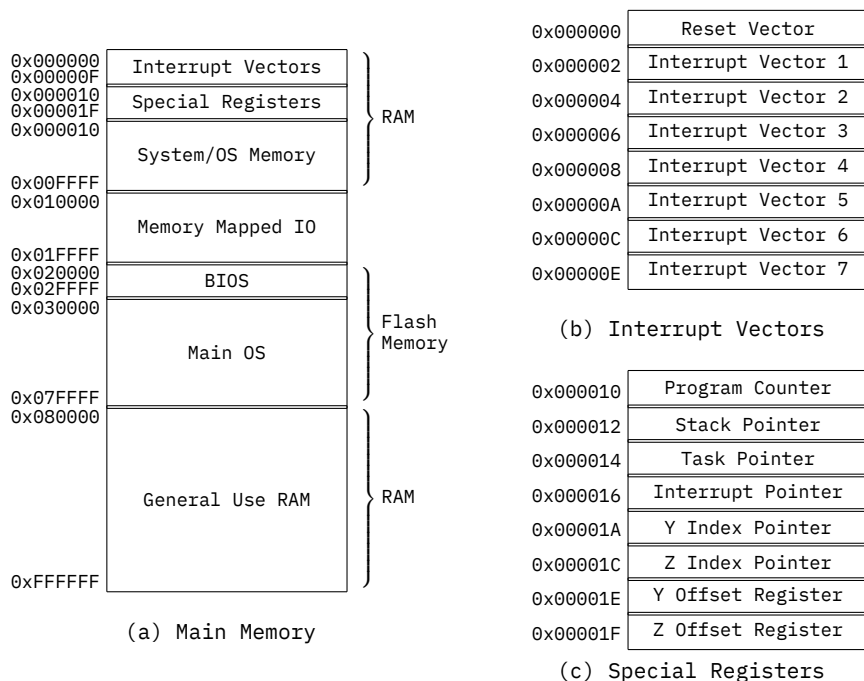 0x000000
0x00000F
Interrupt Vectors
0x000010
0x00001F
Special Registers
0x000010
System/OS Memory
0x00FFFF
RAM
0x010000
Memory Mapped IO
0x01FFFF
0x020000
0x02FFFF
BIOS
0x030000
Main OS
0x07FFFF
Flash
Memory
0x080000
General Use RAM
0xFFFFFF
RAM
(a) Main Memory
0x000000 Reset Vector
0x000002 Interrupt Vector 1
0x000004 Interrupt Vector 2
0x000006 Interrupt Vector 3
0x000008 Interrupt Vector 4
0x00000A Interrupt Vector 5
0x00000C Interrupt Vector 6
0x00000E Interrupt Vector 7
(b) Interrupt Vectors
0x000010 Program Counter
0x000012 Stack Pointer
0x000014 Task Pointer
0x000016 Interrupt Pointer
0x00001A Y Index Pointer
0x00001C Z Index Pointer
0x00001E Y Offset Register
0x00001F Z Offset Register
(c) Special Registers